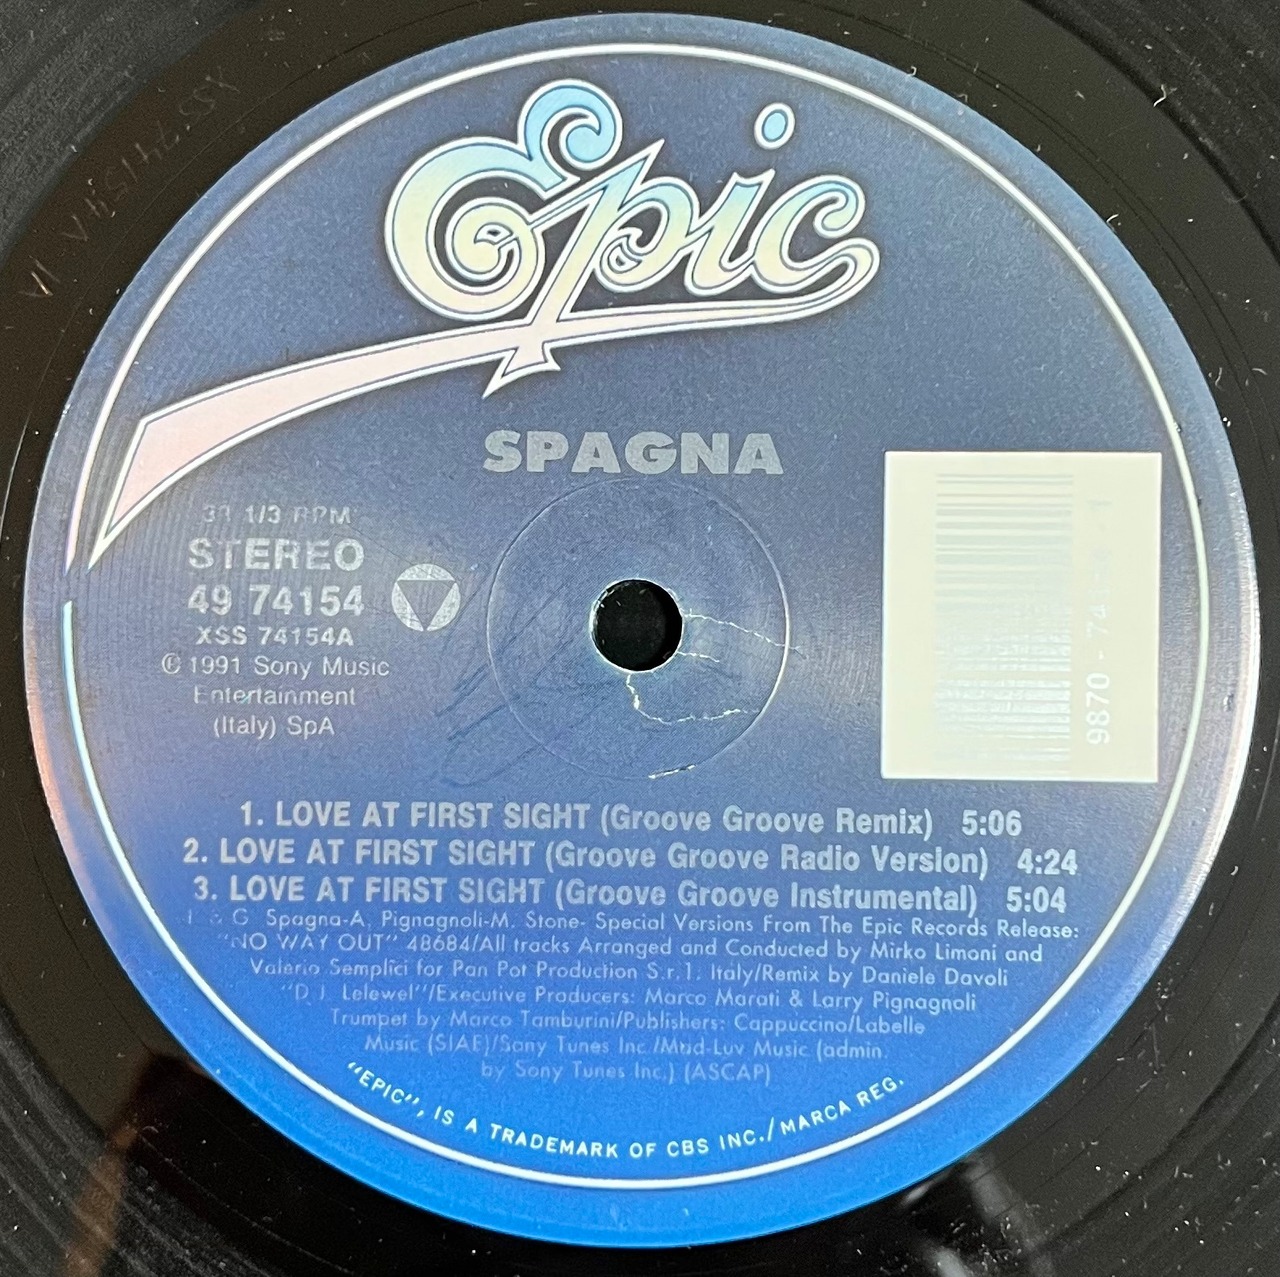 Epic
SPAGNA
33 1/3 RPM
STEREO
49 74154
XSS 74154A
℗ 1991 Sony Music
Entertainment
(Italy) SpA
9870 - 74154-1
1. LOVE AT FIRST SIGHT (Groove Groove Remix) 5:06
2. LOVE AT FIRST SIGHT (Groove Groove Radio Version) 4:24
3. LOVE AT FIRST SIGHT (Groove Groove Instrumental) 5:04
G. Spagna-A. Pignagnoli-M. Stone- Special Versions From The Epic Records Release:
"NO WAY OUT" 48684/All tracks Arranged and Conducted by Mirko Limoni and
Valerio Semplici for Pan Pot Production S.r.1. Italy/Remix by Daniele Davoli
"D.J. Lelewel"/Executive Producers: Marco Marati & Larry Pignagnoli
Trumpet by Marco Tamburini/Publishers: Cappuccino/Labelle
Music (SIAE)/Sony Tunes Inc./Mad-Luv Music (admin.
by Sony Tunes Inc.) (ASCAP)
"EPIC", IS A TRADEMARK OF CBS INC./MARCA REG.